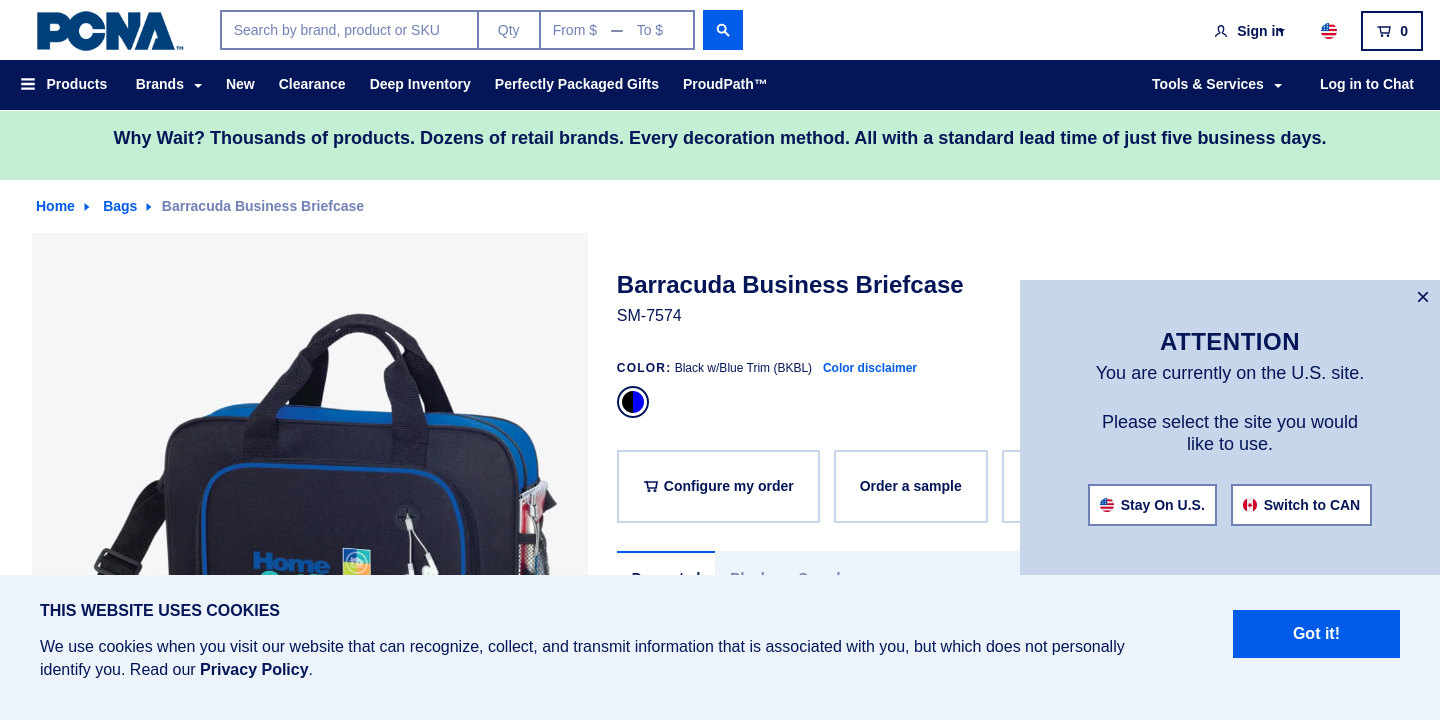 PCNA™
Search by brand, product or SKU
Qty
From $ — To $
Sign in
0
Products
Brands
New
Clearance
Deep Inventory
Perfectly Packaged Gifts
ProudPath™
Tools & Services
Log in to Chat
Why Wait? Thousands of products. Dozens of retail brands. Every decoration method. All with a standard lead time of just five business days.
Home
Bags
Barracuda Business Briefcase
Barracuda Business Briefcase
SM-7574
COLOR: Black w/Blue Trim (BKBL) Color disclaimer
Configure my order
Order a sample
Home
×
ATTENTION
You are currently on the U.S. site.
Please select the site you would
like to use.
Stay On U.S.
Switch to CAN
THIS WEBSITE USES COOKIES
We use cookies when you visit our website that can recognize, collect, and transmit information that is associated with you, but which does not personally
identify you. Read our Privacy Policy.
Got it!